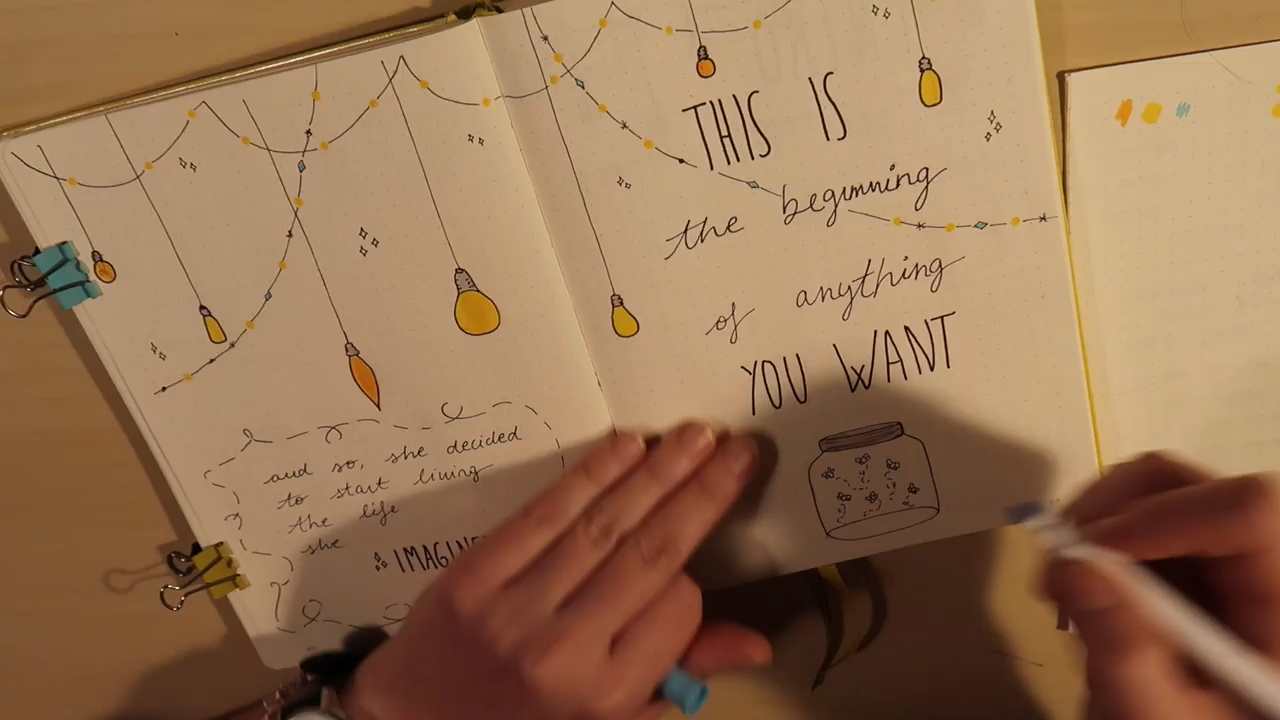 and so, she decided
to start living
the life
she
IMAGINE
THIS IS
the beginning
of anything
YOU WANT